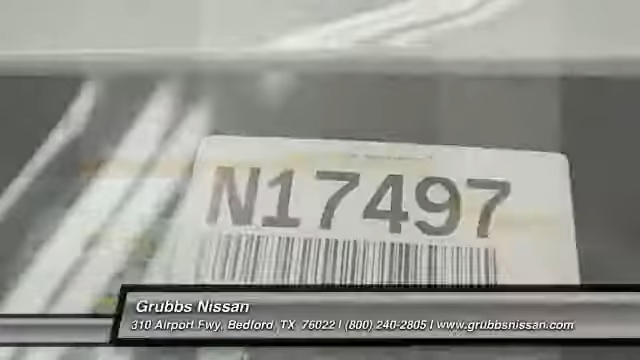 N17497
Grubbs Nissan
310 Airport Fwy, Bedford, TX 76022 | (800) 240-2805 | www.grubbsnissan.com